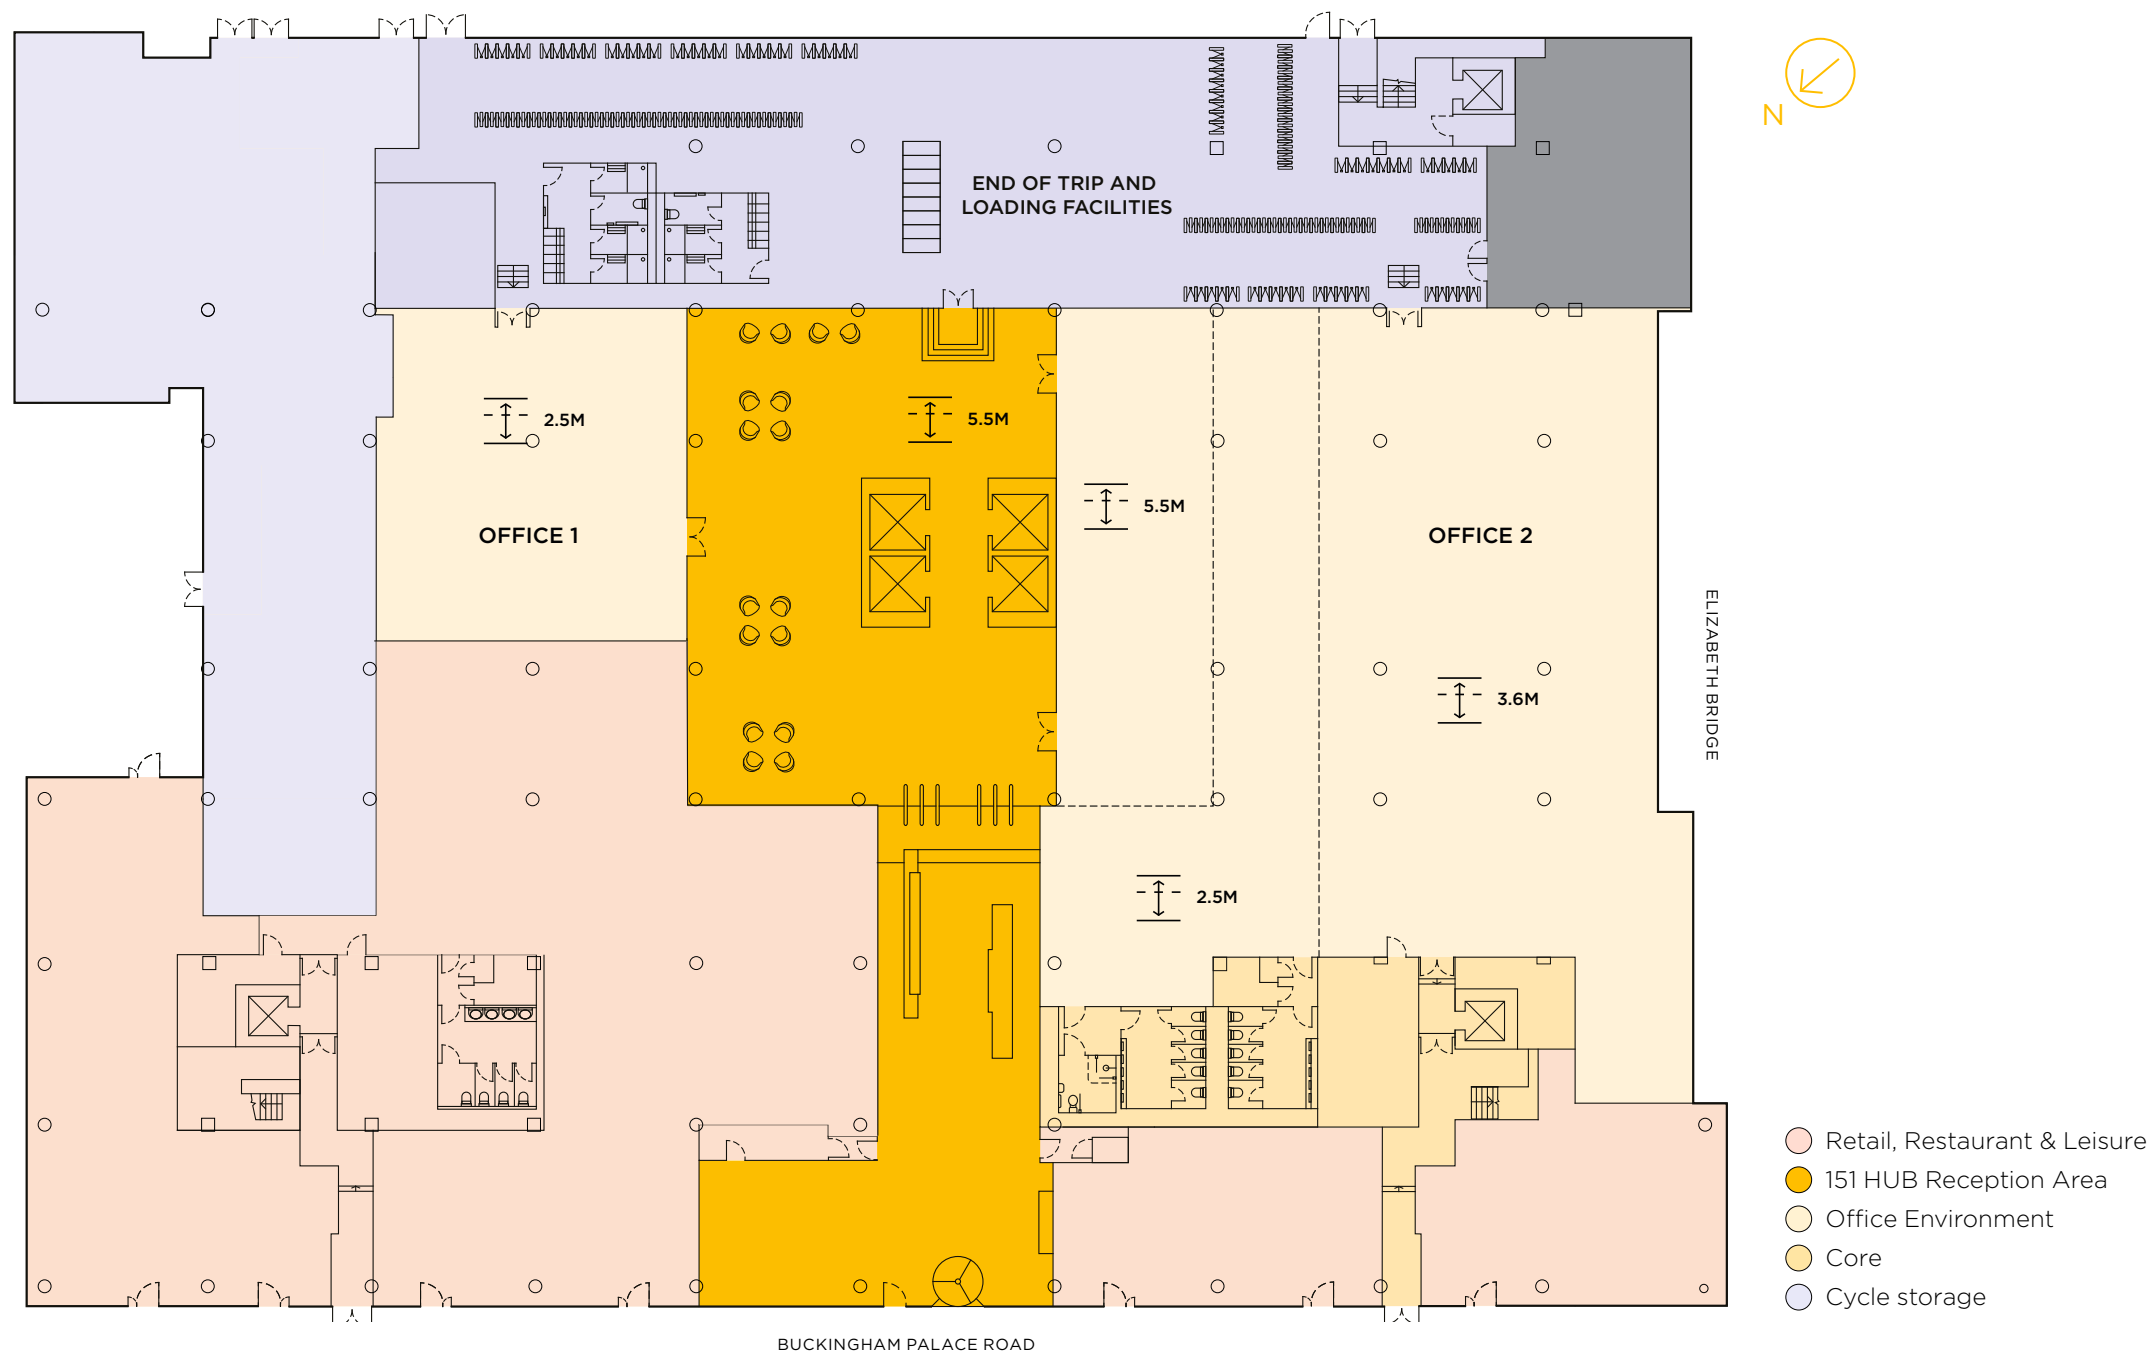 N
END OF TRIP AND
LOADING FACILITIES
2.5M
5.5M
5.5M
OFFICE 1
OFFICE 2
ELIZABETH BRIDGE
3.6M
2.5M
Retail, Restaurant & Leisure
151 HUB Reception Area
Office Environment
Core
Cycle storage
BUCKINGHAM PALACE ROAD